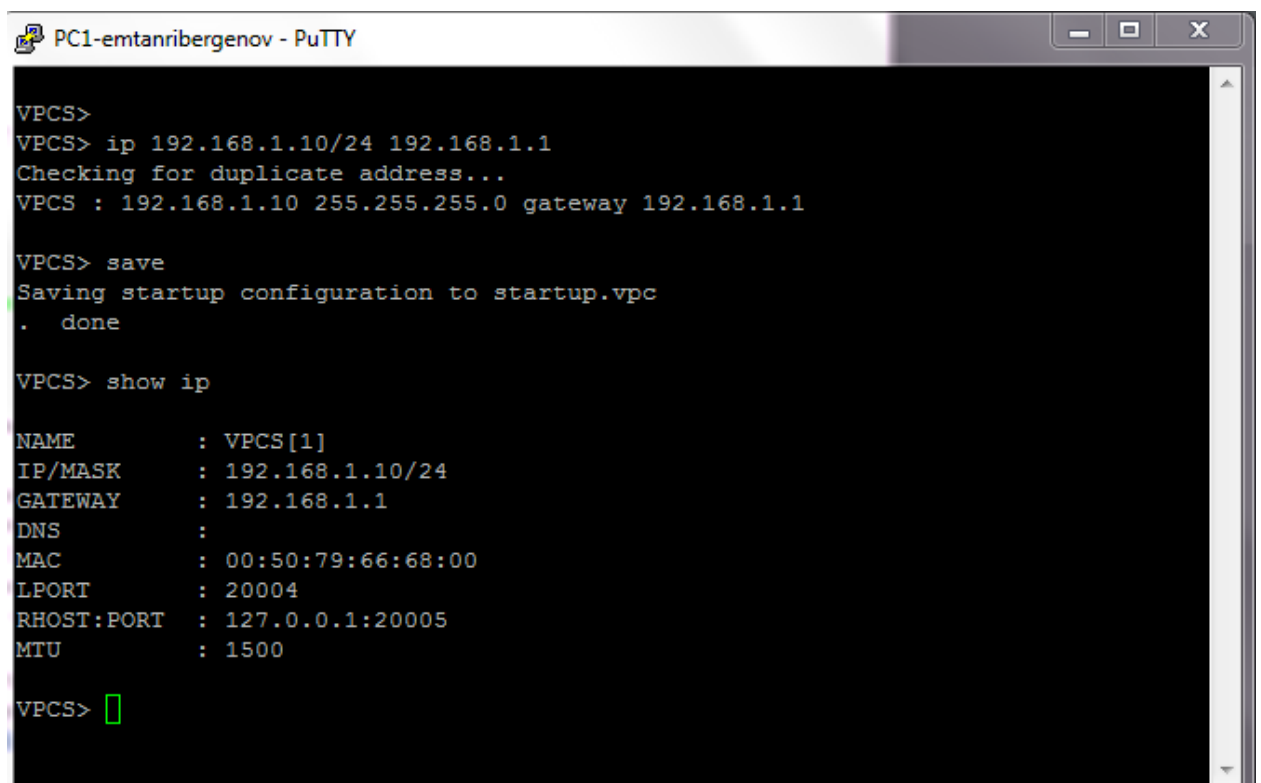 PC1-emtanribergenov - PuTTY
VPCS>
VPCS> ip 192.168.1.10/24 192.168.1.1
Checking for duplicate address...
VPCS : 192.168.1.10 255.255.255.0 gateway 192.168.1.1
VPCS> save
Saving startup configuration to startup.vpc
.  done
VPCS> show ip
NAME        : VPCS[1]
IP/MASK     : 192.168.1.10/24
GATEWAY     : 192.168.1.1
DNS         :
MAC         : 00:50:79:66:68:00
LPORT       : 20004
RHOST:PORT  : 127.0.0.1:20005
MTU         : 1500
VPCS>